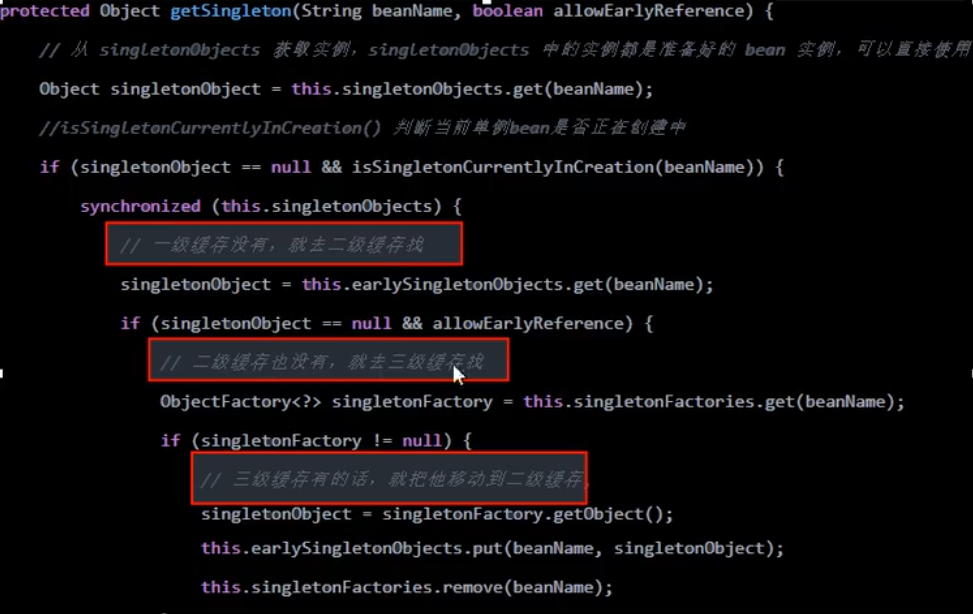 protected Object getSingleton(String beanName, boolean allowEarlyReference) {
// 从 singletonObjects 获取实例，singletonObjects 中的实例都是准备好的 bean 实例，可以直接使用
Object singletonObject = this.singletonObjects.get(beanName);
//isSingletonCurrentlyInCreation() 判断当前单例bean是否正在创建中
if (singletonObject == null && isSingletonCurrentlyInCreation(beanName)) {
synchronized (this.singletonObjects) {
// 一级缓存没有，就去二级缓存找
singletonObject = this.earlySingletonObjects.get(beanName);
if (singletonObject == null && allowEarlyReference) {
// 二级缓存也没有，就去三级缓存找
ObjectFactory<?> singletonFactory = this.singletonFactories.get(beanName);
if (singletonFactory != null) {
// 三级缓存有的话，就把他移动到二级缓存,
singletonObject = singletonFactory.getObject();
this.earlySingletonObjects.put(beanName, singletonObject);
this.singletonFactories.remove(beanName);